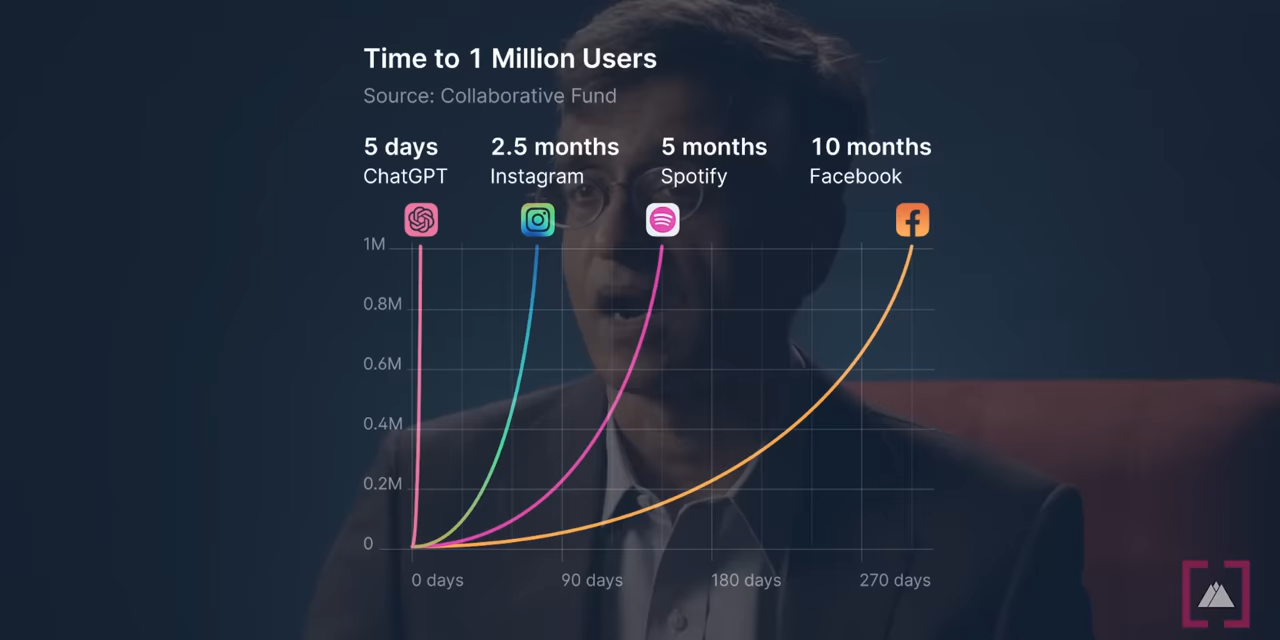 Time to 1 Million Users
Source: Collaborative Fund
5 days 2.5 months 5 months 10 months
ChatGPT Instagram Spotify Facebook
1M
0.8M
0.6M
0.4M
0.2M
0
0 days 90 days 180 days 270 days